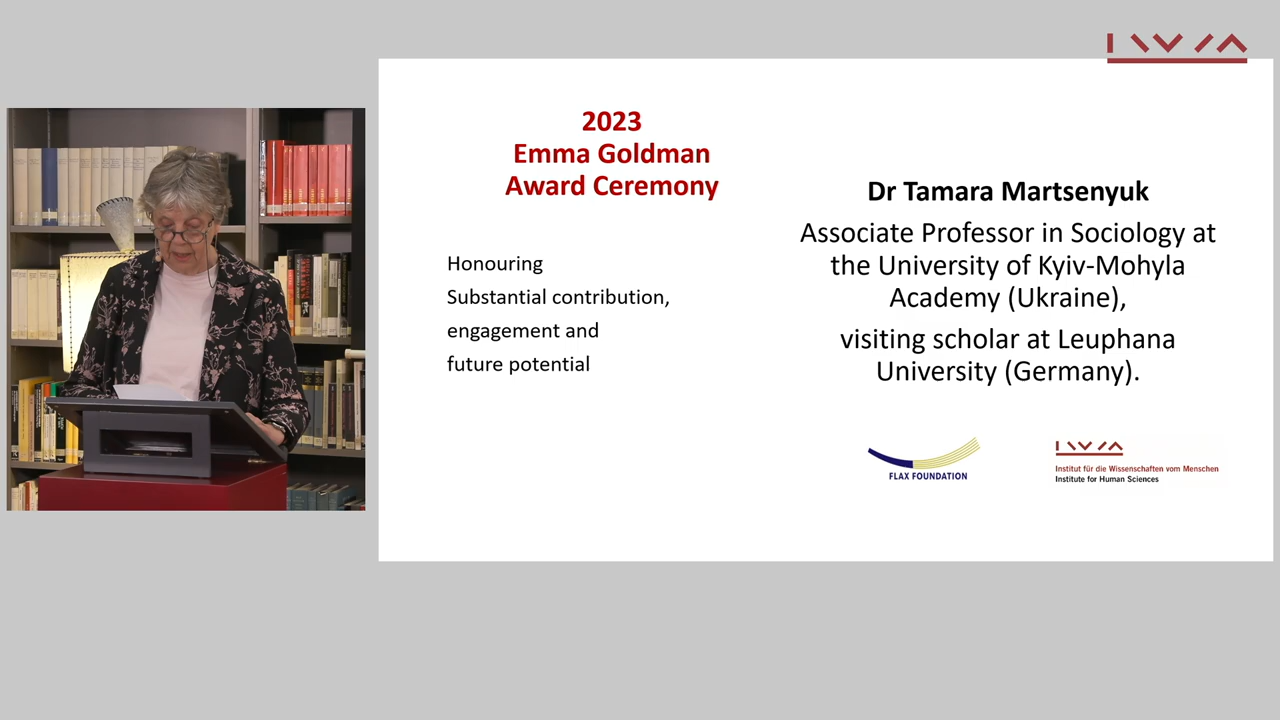 IWM
2023
Emma Goldman
Award Ceremony
Honouring
Substantial contribution,
engagement and
future potential
Dr Tamara Martsenyuk
Associate Professor in Sociology at
the University of Kyiv-Mohyla
Academy (Ukraine),
visiting scholar at Leuphana
University (Germany).
FLAX FOUNDATION
IWM
Institut für die Wissenschaften vom Menschen
Institute for Human Sciences